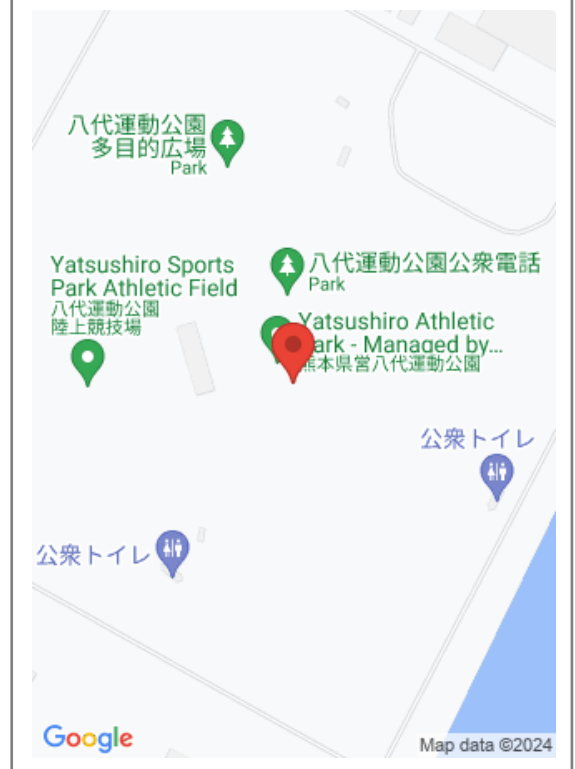 八代運動公園
多目的広場
Park
Yatsushiro Sports
Park Athletic Field
八代運動公園
陸上競技場
八代運動公園公衆電話
Park
Yatsushiro Athletic
ark - Managed by...
熊本県営八代運動公園
公衆トイレ
公衆トイレ
Google
Map data ©2024